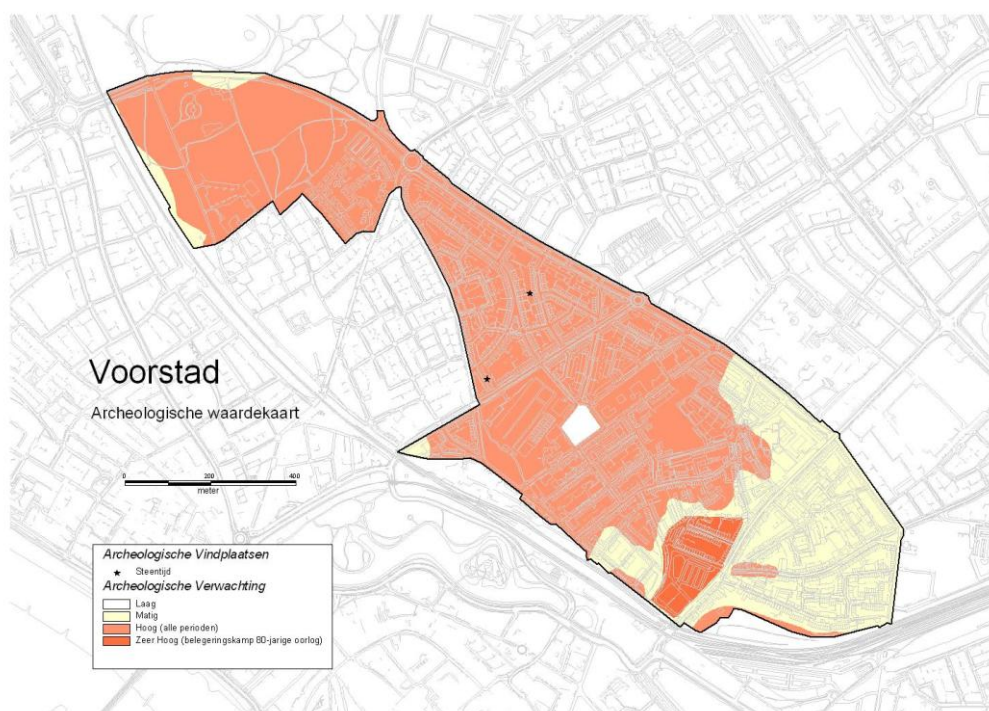 Voorstad
Archeologische waardekaart
0 200 400
meter
Archeologische Vindplaatsen
Steentijd
Archeologische Verwachting
Laag
Matig
Hoog (alle perioden)
Zeer Hoog (belegeringskamp 80-jarige oorlog)